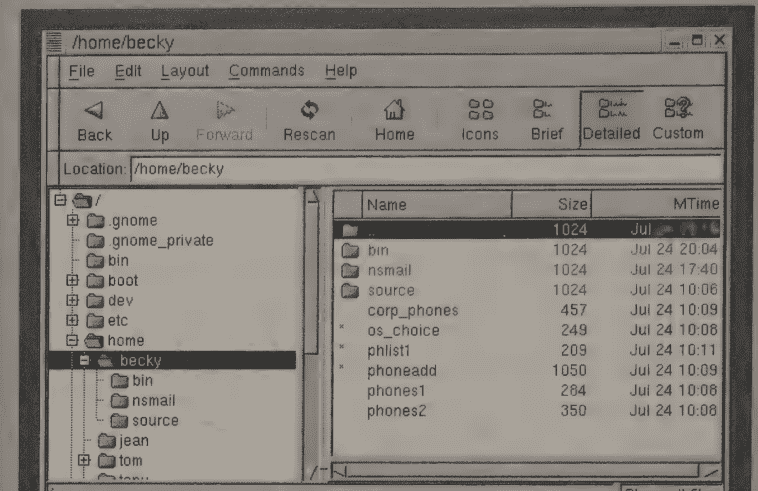 /home/becky
File Edit Layout Commands Help
Back Up Forward Rescan Home Icons Brief Detailed Custom
Location: /home/becky
/
.gnome
.gnome_private
bin
boot
dev
etc
home
becky
bin
nsmail
source
jean
tom
Name Size MTime
.. 1024 Jul
bin 1024 Jul 24 20:04
nsmail 1024 Jul 24 17:40
source 1024 Jul 24 10:06
corp_phones 457 Jul 24 10:09
* os_choice 249 Jul 24 10:08
* phlist1 209 Jul 24 10:11
* phoneadd 1050 Jul 24 10:09
phones1 284 Jul 24 10:08
phones2 350 Jul 24 10:08